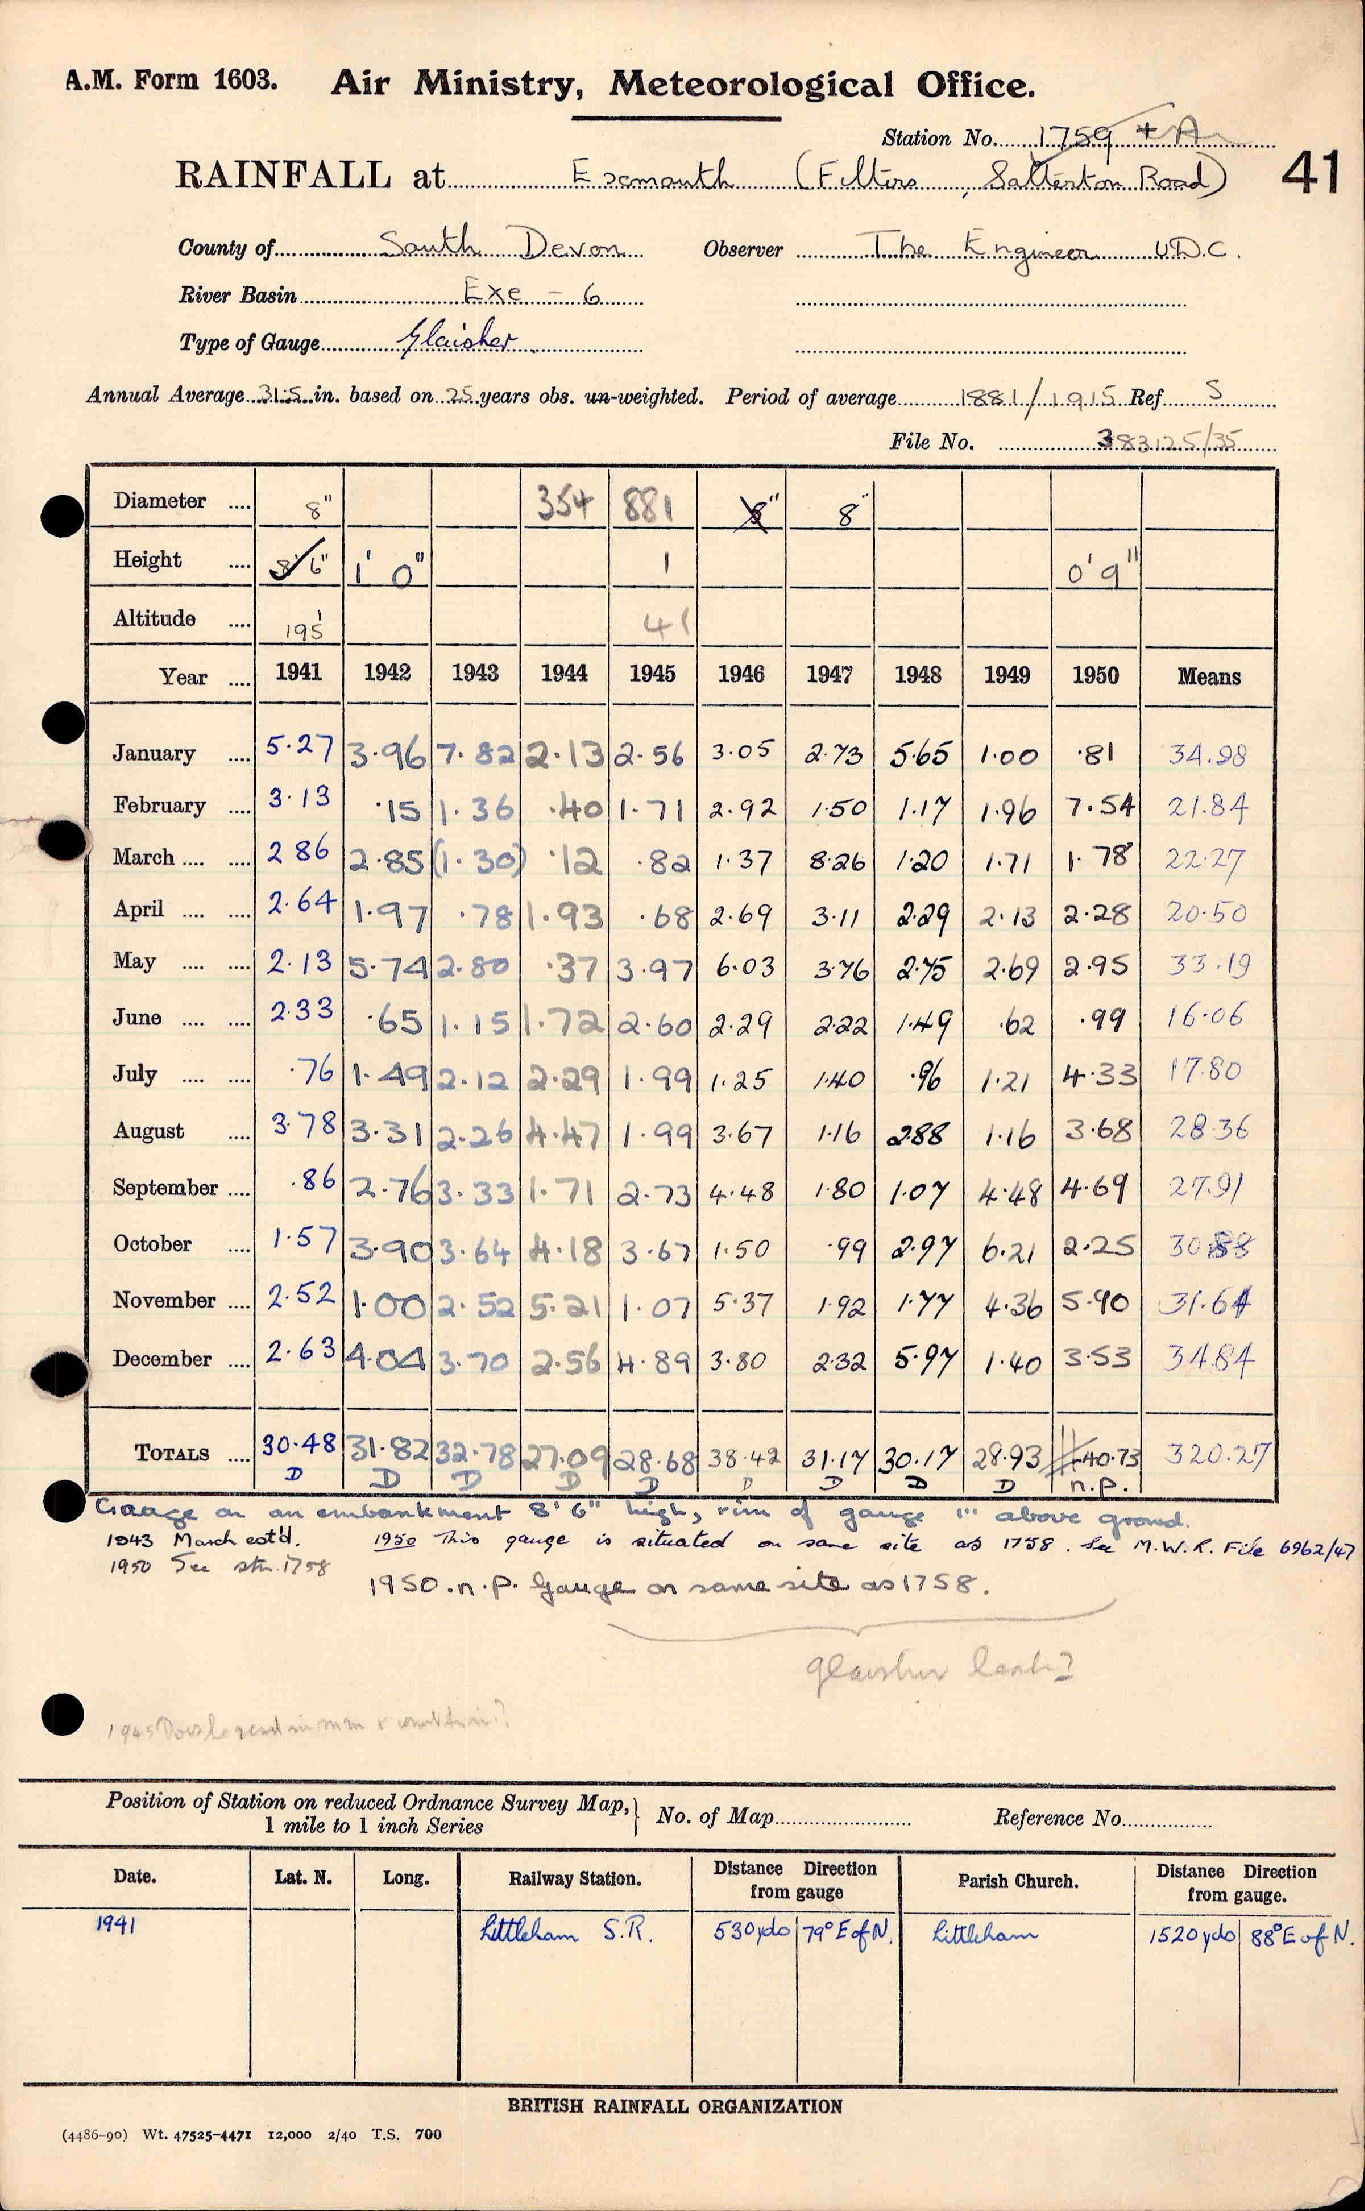 A.M. Form 1603. Air Ministry, Meteorological Office.
Station No. 1759 + A
41
RAINFALL at Exmouth (Filters, Salterton Road)
County of South Devon Observer The Engineer U.D.C.
River Basin Exe - 6
Type of Gauge Glaisher
Annual Average 31.5 in. based on 25 years obs. un-weighted. Period of average 1881/1915 Ref S
File No. 383125/35
Diameter .... 8" 354 881 8" 8"
Height .... 8'6" 1' 0" 1 0'9"
Altitude .... 195' 41
Year .... 1941 1942 1943 1944 1945 1946 1947 1948 1949 1950 Means
January .... 5.27 3.96 7.82 2.13 2.56 3.05 2.73 5.65 1.00 .81 34.98
February .... 3.13 .15 1.36 .40 1.71 2.92 1.50 1.17 1.96 7.54 21.84
March .... .... 2 86 2.85 (1.30) .12 .82 1.37 8.26 1.20 1.71 1.78 22.27
April .... .... 2.64 1.97 .78 1.93 .68 2.69 3.11 2.29 2.13 2.28 20.50
May .... .... 2.13 5.74 2.80 .37 3.97 6.03 3.76 2.75 2.69 2.95 33.19
June .... .... 2.33 .65 1.15 1.72 2.60 2.29 2.22 1.49 .62 .99 16.06
July .... .... .76 1.49 2.12 2.29 1.99 1.25 1.40 .96 1.21 4.33 17.80
August .... 3.78 3.31 2.26 4.47 1.99 3.67 1.16 2.88 1.16 3.68 28.36
September .... .86 2.76 3.33 1.71 2.73 4.48 1.80 1.07 4.48 4.69 27.91
October .... 1.57 3.90 3.64 4.18 3.67 1.50 .99 2.97 6.21 2.25 30.88
November .... 2.52 1.00 2.52 5.21 1.07 5.37 1.92 1.77 4.36 5.90 31.64
December .... 2.63 4.04 3.70 2.56 4.89 3.80 2.32 5.97 1.40 3.53 34.84
TOTALS .... 30.48 31.82 32.78 27.09 28.68 38.42 31.17 30.17 28.93 40.73 320.27
D D D D D D D D D n.p.
Gauge on an embankment 8'6" high, rim of gauge 1" above ground.
1943 March est'd. 1950 This gauge is situated on same site as 1758. See M.W.R. File 6962/47
1950 See stn. 1758
1950.n.p. Gauge on same site as 1758.
Glaisher
1945
Position of Station on reduced Ordnance Survey Map, 1 mile to 1 inch Series } No. of Map Reference No.
Date. Lat. N. Long. Railway Station. Distance Direction from gauge Parish Church. Distance Direction from gauge.
1941 Littleham S.R. 530yds 79° E of N. Littleham 1520yds 88° E of N.
BRITISH RAINFALL ORGANIZATION
(4486-90) Wt. 47525-4471 12,000 2/40 T.S. 700